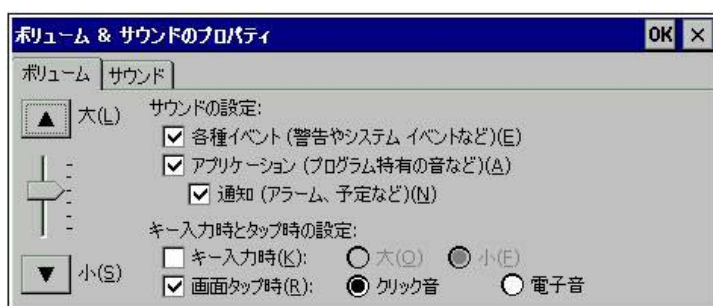 ボリューム & サウンドのプロパティ OK ×
ボリューム サウンド
大(L) サウンドの設定:
各種イベント (警告やシステム イベントなど)(E)
アプリケーション (プログラム特有の音など)(A)
通知 (アラーム、予定など)(N)
キー入力時とタップ時の設定:
キー入力時(K): 大(O) 小(F)
小(S) 画面タップ時(R): クリック音 電子音